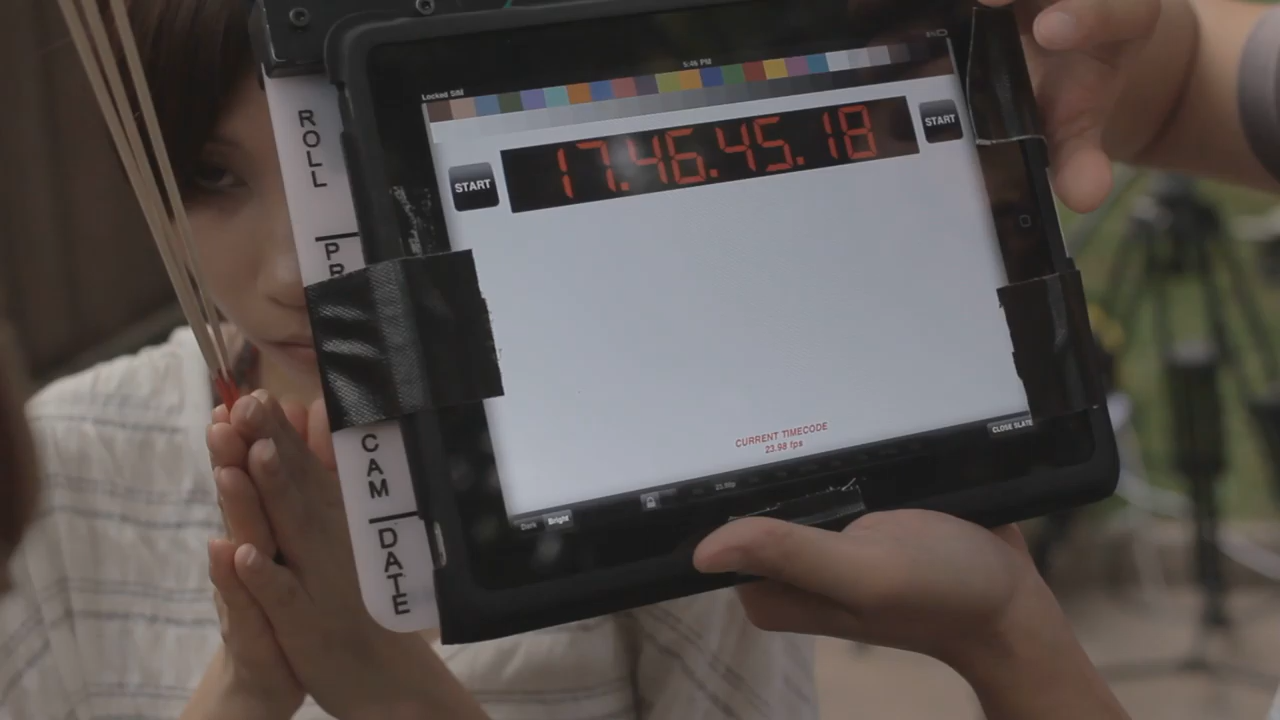 Locked SIM
5:46 PM
ROLL
START
17.46.45.18
START
PR
CAM
DATE
CURRENT TIMECODE
23.98 fps
CLOSE SLATE
Dark
Bright